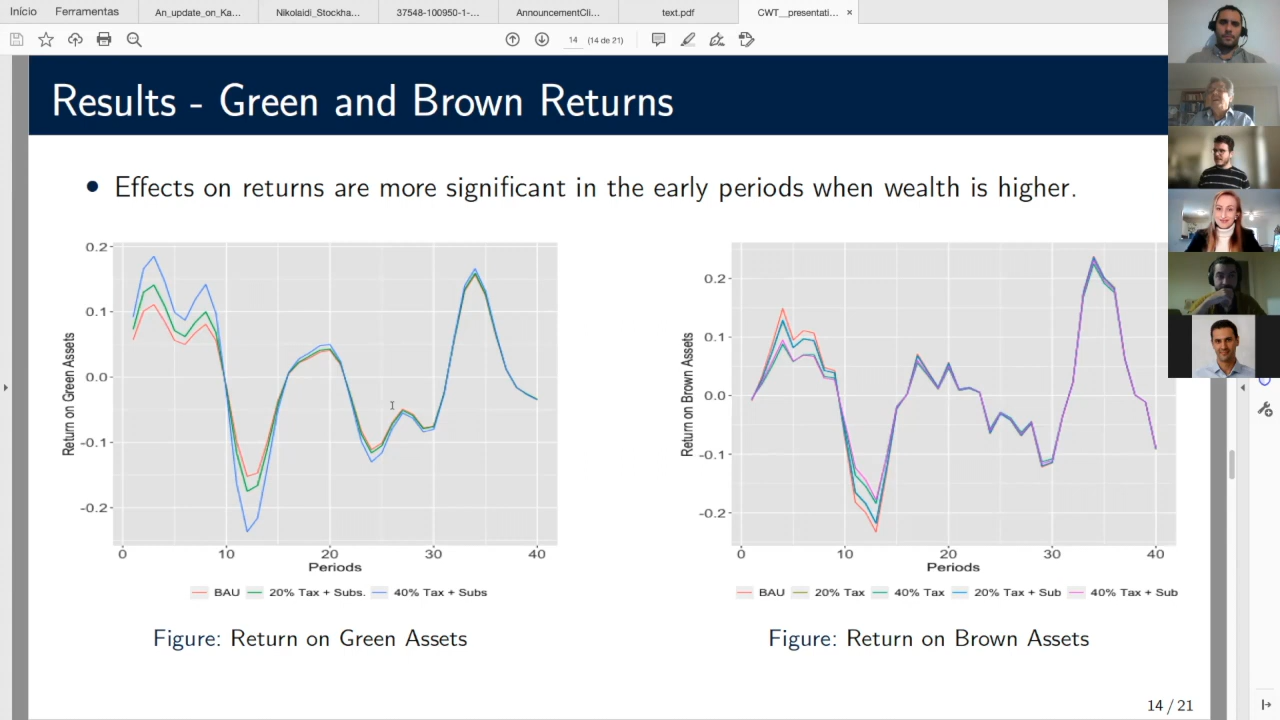 Início Ferramentas An_update_on_Ka... Nikolaidi_Stockha... 37548-100950-1-... AnnouncementCli... text.pdf CWT__presentati... ×
14 (14 de 21)
Results - Green and Brown Returns
Effects on returns are more significant in the early periods when wealth is higher.
Return on Green Assets
0.2
0.1
0.0
-0.1
-0.2
0 10 20 30 40
Periods
BAU 20% Tax + Subs. 40% Tax + Subs
Figure: Return on Green Assets
Return on Brown Assets
0.2
0.1
0.0
-0.1
-0.2
0 10 20 30 40
Periods
BAU 20% Tax 40% Tax 20% Tax + Sub 40% Tax + Sub
Figure: Return on Brown Assets
14 / 21